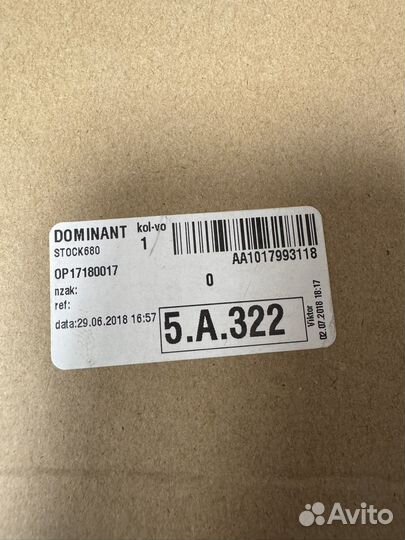 DOMINANT kol-vo
STOCK680 1
AA1017993118
OP17180017
0
nzak:
ref:
data:29.06.2018 16:57
5.A.322
Viktor
02.07.2018 18:17
Avito